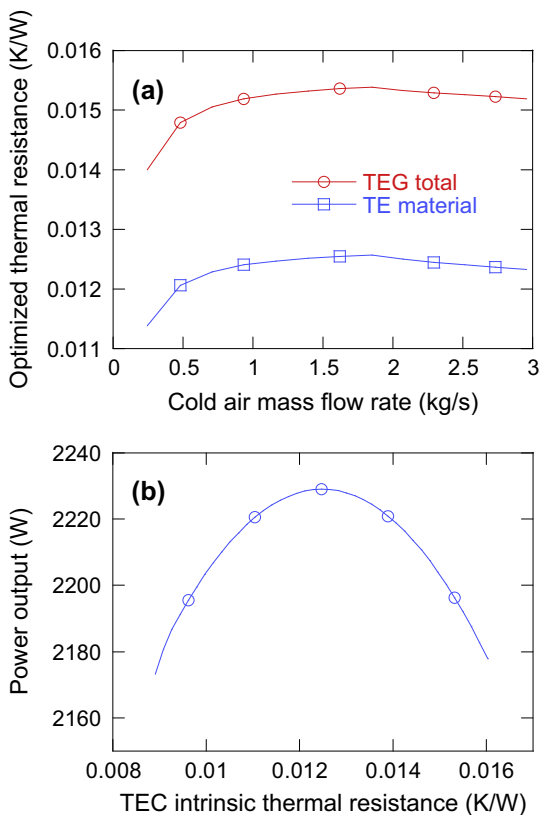 0.016
0.015
0.014
0.013
0.012
0.011
Optimized thermal resistance (K/W)
(a)
TEG total
TE material
0 0.5 1 1.5 2 2.5 3
Cold air mass flow rate (kg/s)
2240
2220
2200
2180
2160
Power output (W)
(b)
0.008 0.01 0.012 0.014 0.016
TEC intrinsic thermal resistance (K/W)